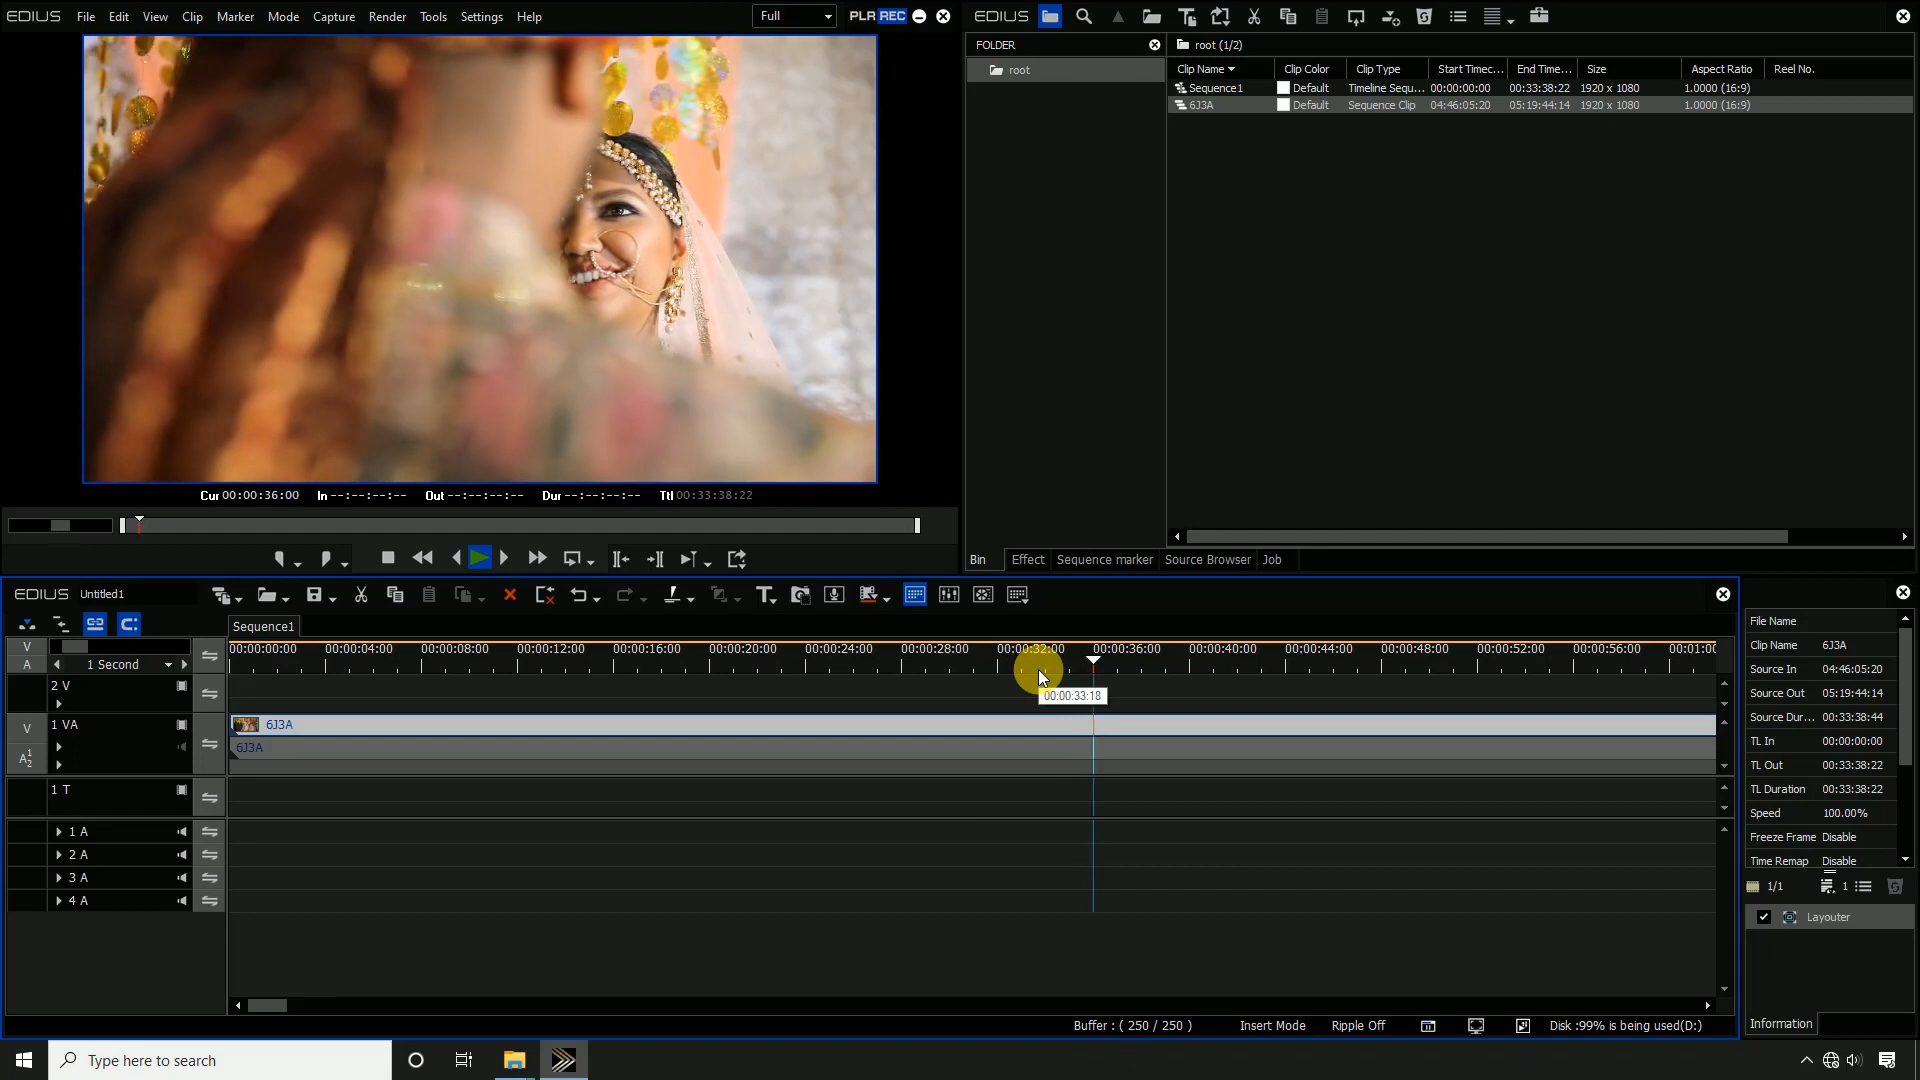 EDIUS File Edit View Clip Marker Mode Capture Render Tools Settings Help Full PLR REC
Cur 00:00:36:00 In --:--:--:-- Out --:--:--:-- Dur --:--:--:-- Ttl 00:33:38:22
EDIUS
FOLDER
root
root (1/2)
Clip Name Clip Color Clip Type Start Timec... End Time... Size Aspect Ratio Reel No.
Sequence1 Default Timeline Sequ... 00:00:00:00 00:33:38:22 1920 x 1080 1.0000 (16:9)
6J3A Default Sequence Clip 04:46:05:20 05:19:44:14 1920 x 1080 1.0000 (16:9)
Bin Effect Sequence marker Source Browser Job
EDIUS Untitled1
Sequence1
V
A 1 Second
00:00:00:00 00:00:04:00 00:00:08:00 00:00:12:00 00:00:16:00 00:00:20:00 00:00:24:00 00:00:28:00 00:00:32:00 00:00:36:00 00:00:40:00 00:00:44:00 00:00:48:00 00:00:52:00 00:00:56:00 00:01:00
00:00:33:18
2 V
V 1 VA 6J3A
A12 6J3A
1 T
1 A
2 A
3 A
4 A
Buffer : ( 250 / 250 ) Insert Mode Ripple Off Disk :99% is being used(D:)
File Name
Clip Name 6J3A
Source In 04:46:05:20
Source Out 05:19:44:14
Source Dur... 00:33:38:44
TL In 00:00:00:00
TL Out 00:33:38:22
TL Duration 00:33:38:22
Speed 100.00%
Freeze Frame Disable
Time Remap Disable
1/1 1
Layouter
Information
Type here to search